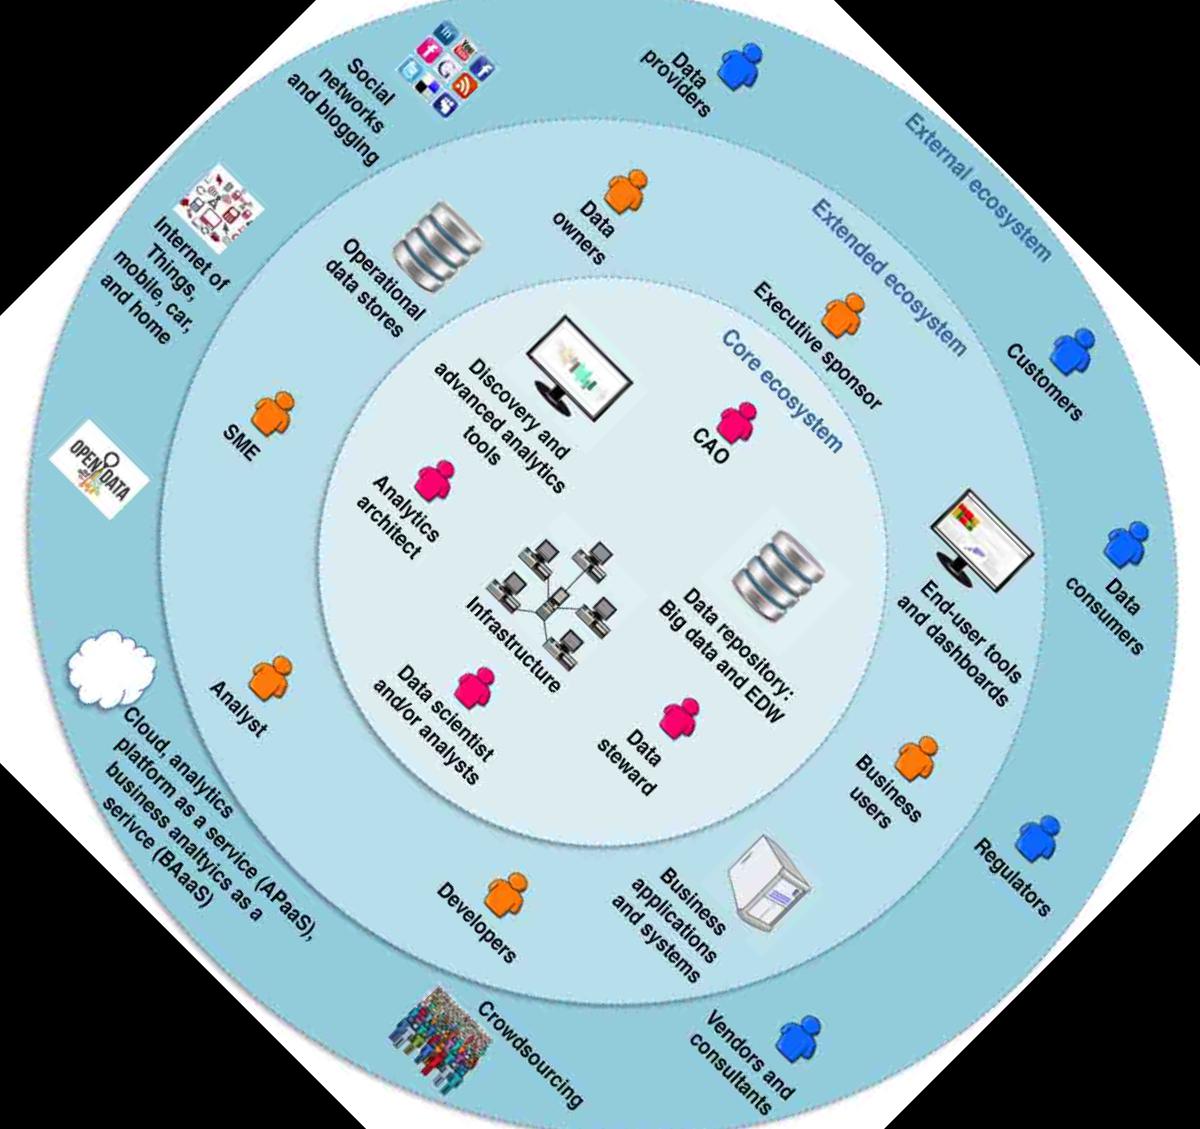 External ecosystem
Extended ecosystem
Core ecosystem
Social
networks
and blogging
Data
providers
Internet of
Things,
mobile, car,
and home
OPEN DATA
Cloud, analytics
platform as a service (APaaS),
business analtyics as a
serivce (BAaaS)
Crowdsourcing
Vendors and
consultants
Regulators
Data
consumers
Customers
Operational
data stores
Data
owners
Executive sponsor
End-user tools
and dashboards
Business
users
Business
applications
and systems
Developers
Analyst
SME
Discovery and
advanced analytics
tools
CAO
Analytics
architect
Infrastructure
Data repository:
Big data and EDW
Data scientist
and/or analysts
Data
steward